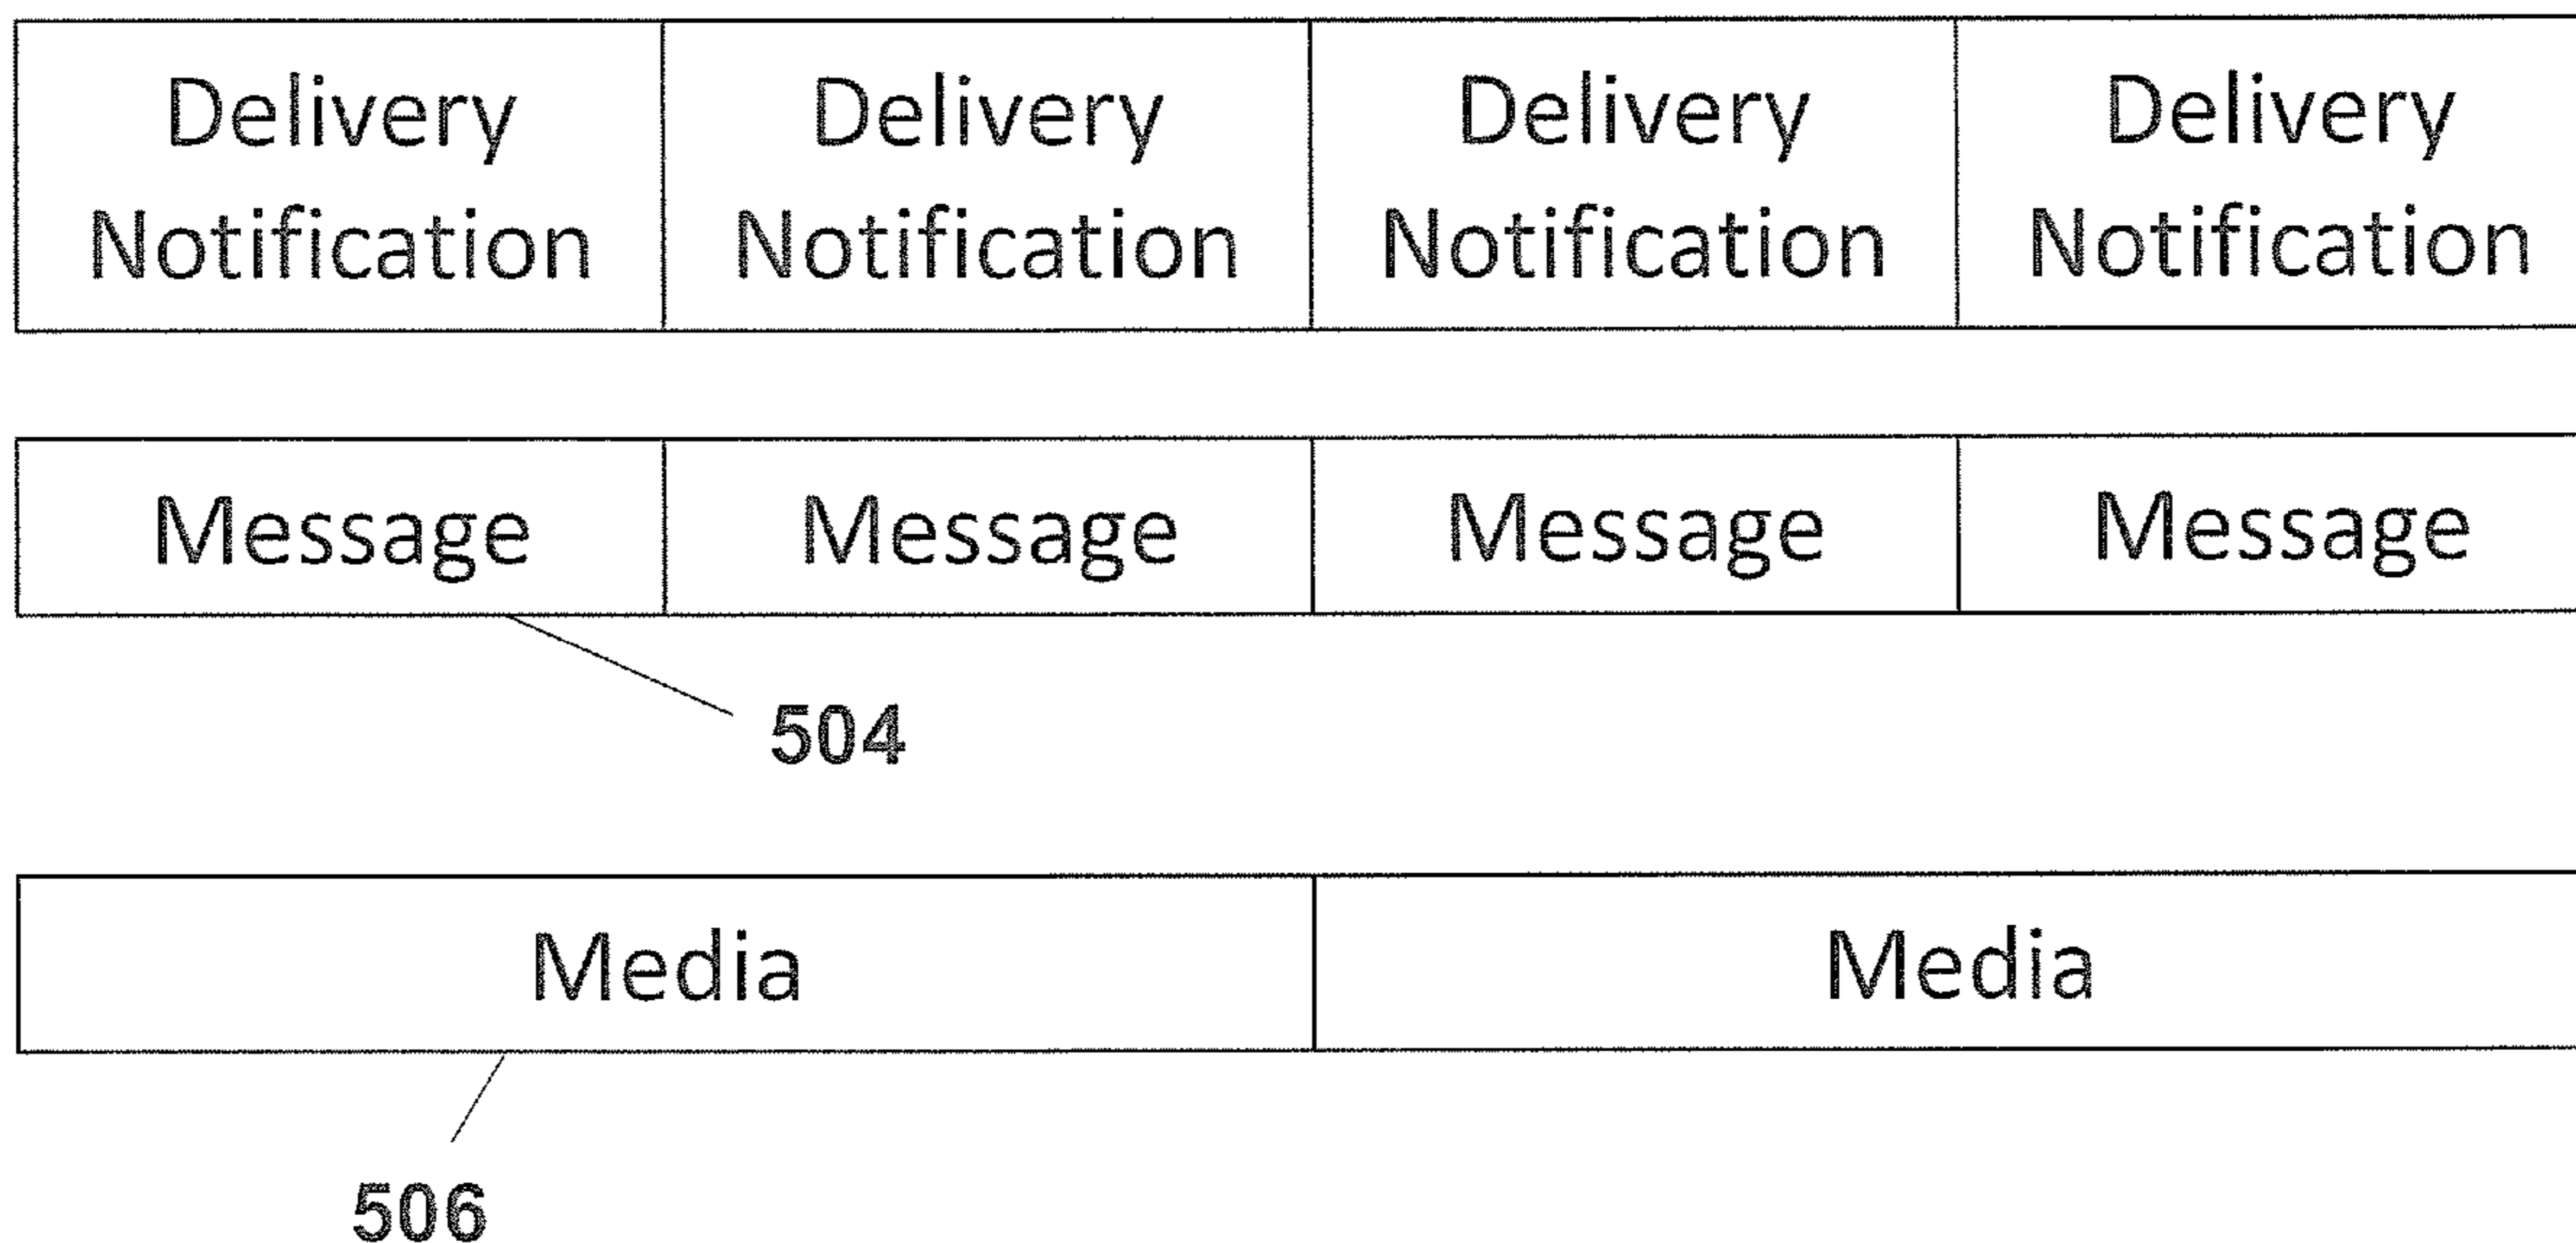 Delivery Delivery Delivery Delivery
Notification Notification Notification Notification
Message Message Message Message
504
Media Media
506